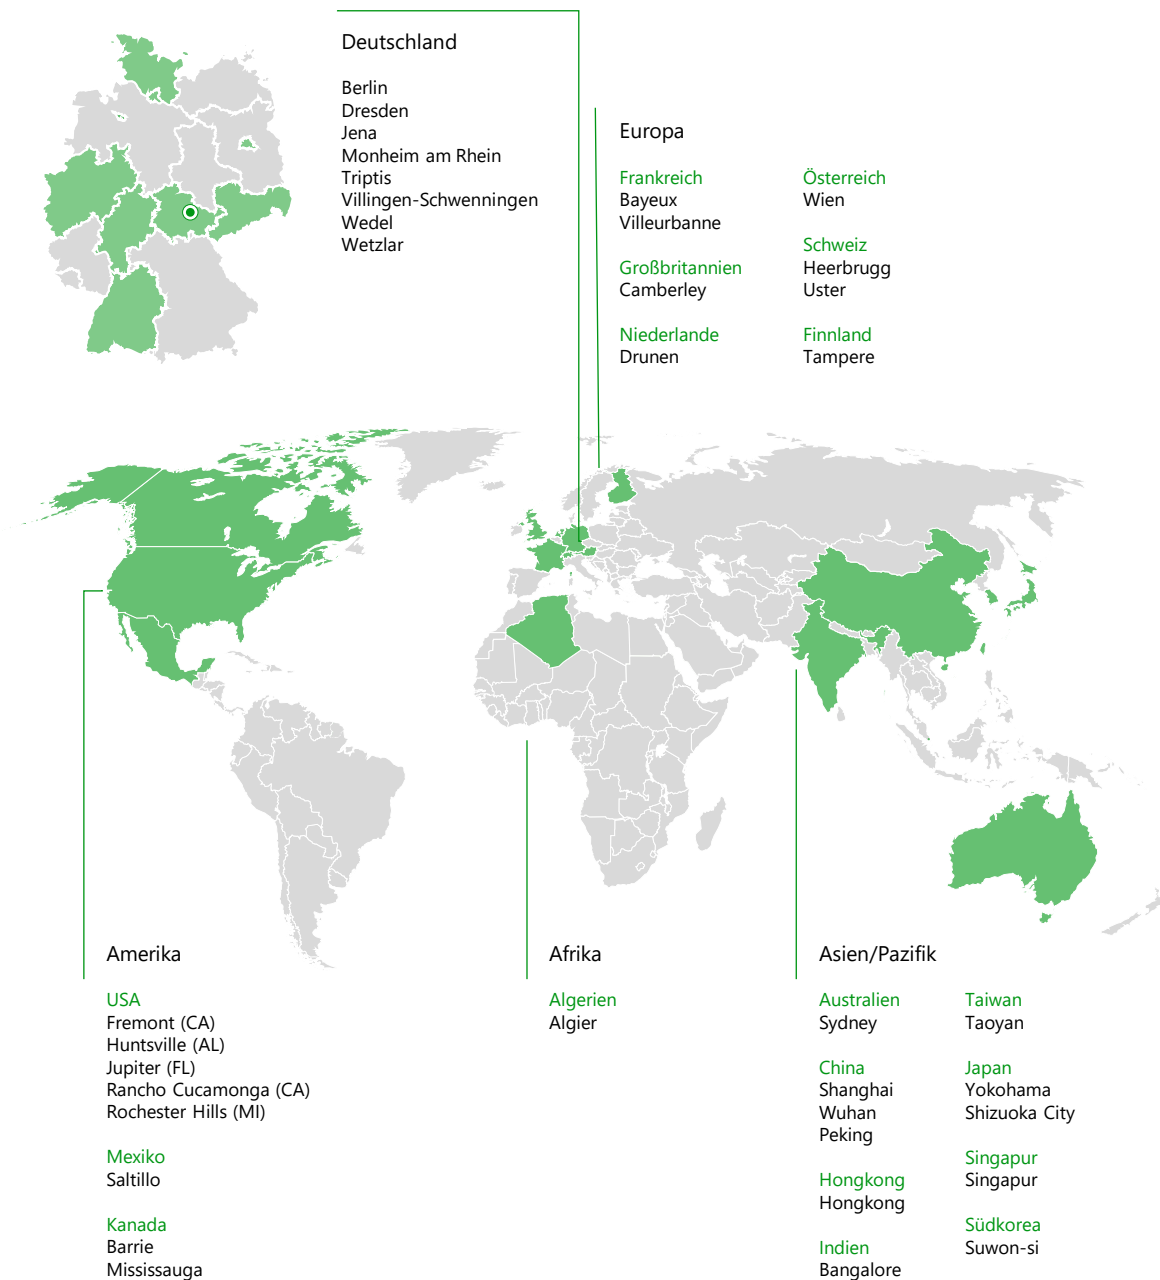 Deutschland
Berlin
Dresden
Jena
Monheim am Rhein
Triptis
Villingen-Schwenningen
Wedel
Wetzlar
Europa
Frankreich
Bayeux
Villeurbanne
Großbritannien
Camberley
Niederlande
Drunen
Österreich
Wien
Schweiz
Heerbrugg
Uster
Finnland
Tampere
Amerika
USA
Fremont (CA)
Huntsville (AL)
Jupiter (FL)
Rancho Cucamonga (CA)
Rochester Hills (MI)
Mexiko
Saltillo
Kanada
Barrie
Mississauga
Afrika
Algerien
Algier
Asien/Pazifik
Australien
Sydney
China
Shanghai
Wuhan
Peking
Hongkong
Hongkong
Indien
Bangalore
Taiwan
Taoyan
Japan
Yokohama
Shizuoka City
Singapur
Singapur
Südkorea
Suwon-si